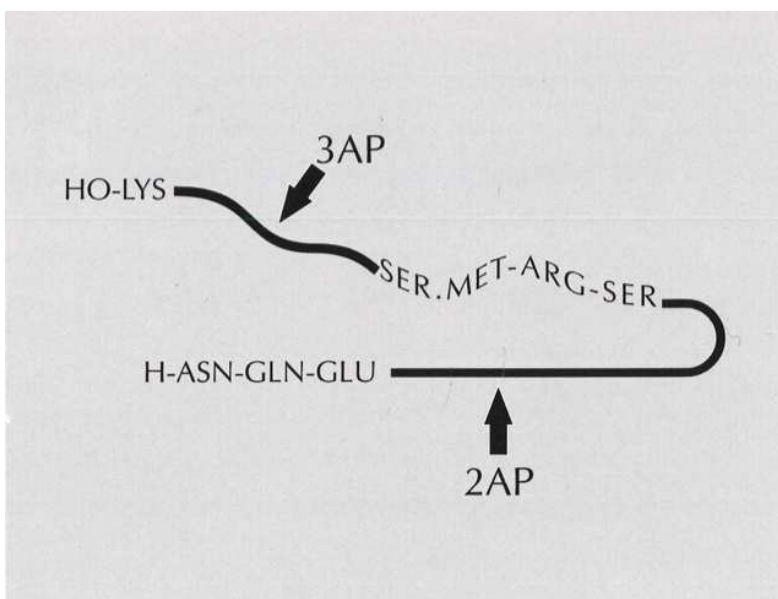 3AP
HO-LYS
SER.MET-ARG-SER
H-ASN-GLN-GLU
2AP